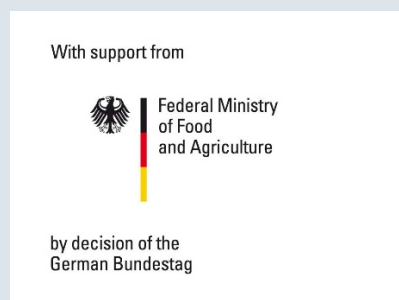 With support from
Federal Ministry
of Food
and Agriculture
by decision of the
German Bundestag